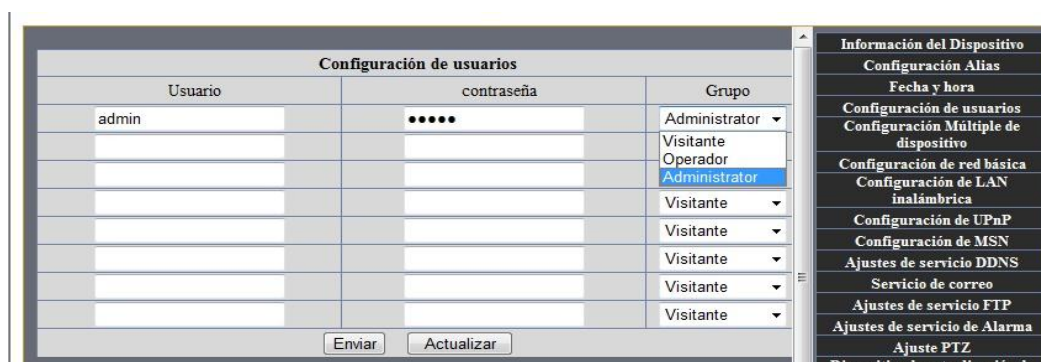 Configuración de usuarios
Usuario contraseña Grupo
admin ●●●●● Administrator
Visitante
Operador
Administrator
Visitante
Visitante
Visitante
Visitante
Visitante
Enviar Actualizar
Información del Dispositivo
Configuración Alias
Fecha y hora
Configuración de usuarios
Configuración Múltiple de
dispositivo
Configuración de red básica
Configuración de LAN
inalámbrica
Configuración de UPnP
Configuración de MSN
Ajustes de servicio DDNS
Servicio de correo
Ajustes de servicio FTP
Ajustes de servicio de Alarma
Ajuste PTZ